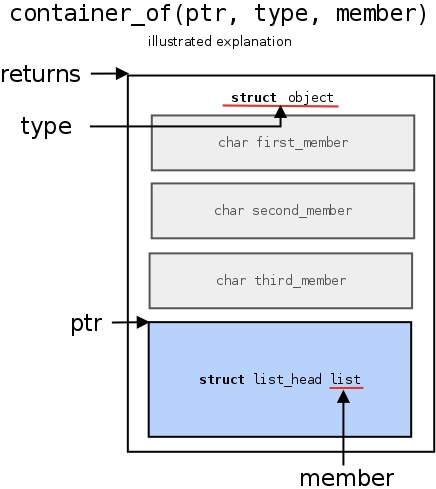 container_of(ptr, type, member)
illustrated explanation
returns
struct object
type
char first_member
char second_member
char third_member
ptr
struct list_head list
member